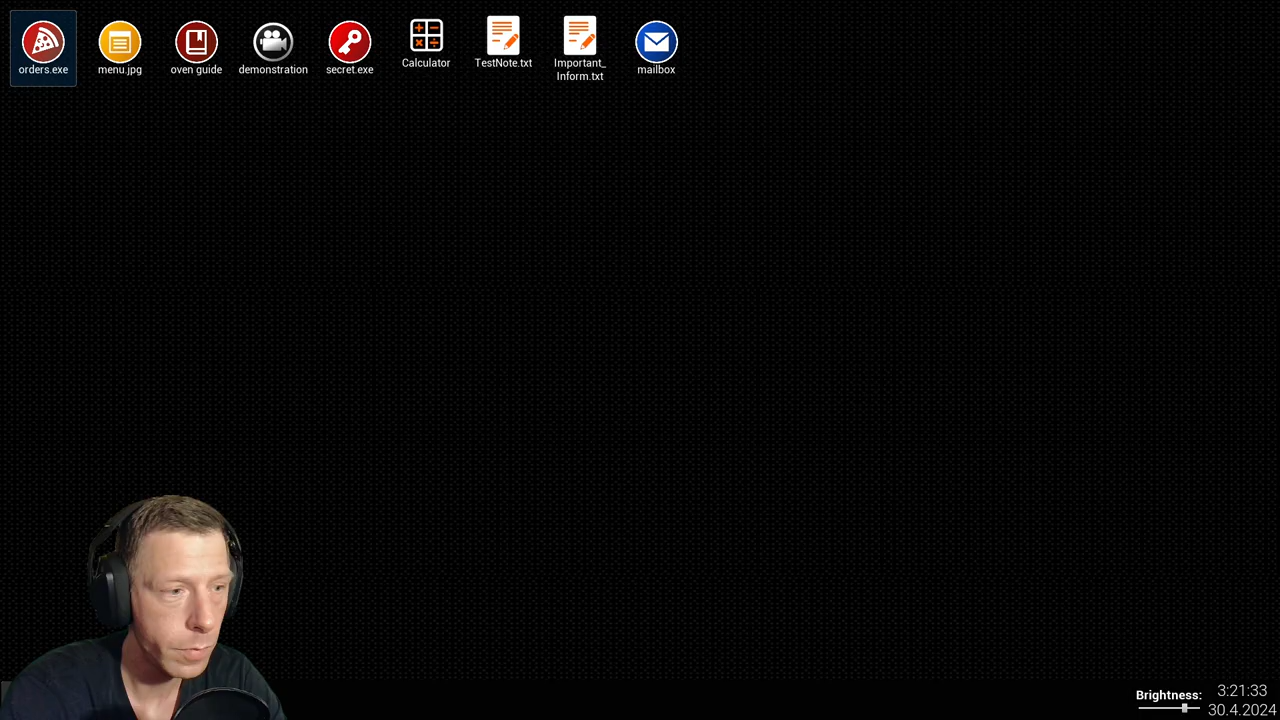 orders.exe
menu.jpg
oven guide
demonstration
secret.exe
Calculator
TestNote.txt
Important_
Inform.txt
mailbox
Brightness:
3:21:33
30.4.2024